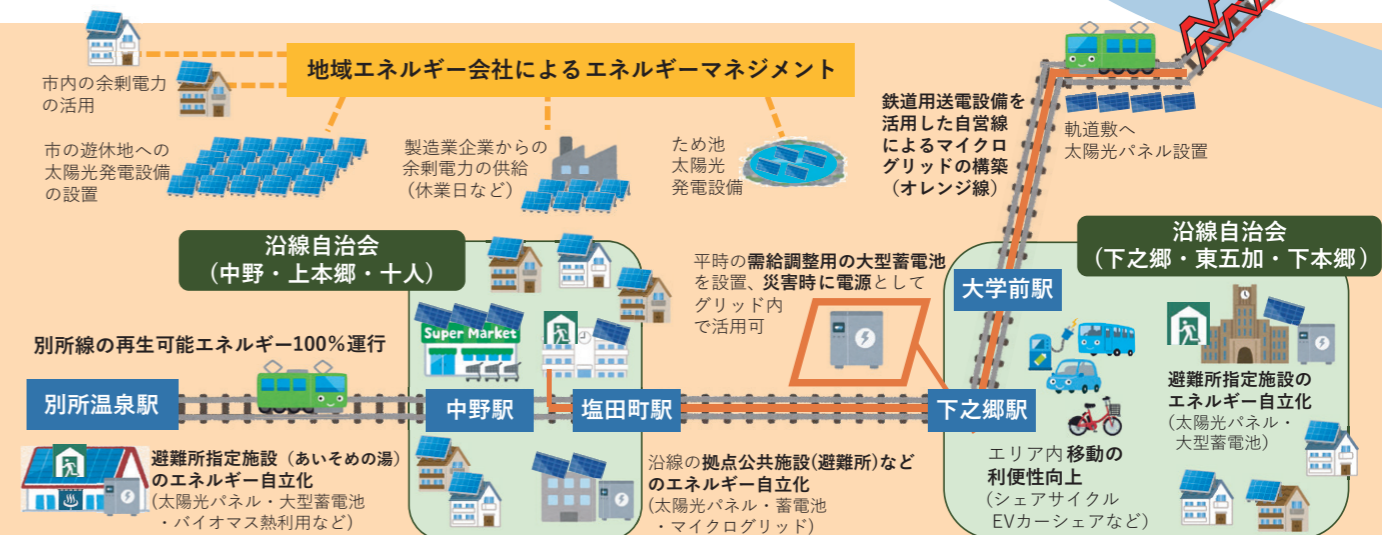 地域エネルギー会社によるエネルギーマネジメント
市内の余剰電力
の活用
市の遊休地への
太陽光発電設備
の設置
製造業企業からの
余剰電力の供給
(休業日など)
ため池
太陽光
発電設備
鉄道用送電設備を
活用した自営線
によるマイクロ
グリッドの構築
(オレンジ線)
軌道敷へ
太陽光パネル設置
沿線自治会
(中野・上本郷・十人)
沿線自治会
(下之郷・東五加・下本郷)
平時の需給調整用の大型蓄電池
を設置、災害時に電源として
グリッド内
で活用可
大学前駅
Super Market
別所線の再生可能エネルギー100%運行
別所温泉駅
中野駅
塩田町駅
下之郷駅
避難所指定施設の
エネルギー自立化
(太陽光パネル・
大型蓄電池)
避難所指定施設(あいそめの湯)
のエネルギー自立化
(太陽光パネル・大型蓄電池
・バイオマス熱利用など)
沿線の拠点公共施設(避難所)など
のエネルギー自立化
(太陽光パネル・蓄電池
・マイクログリッド)
エリア内移動の
利便性向上
(シェアサイクル
EVカーシェアなど)